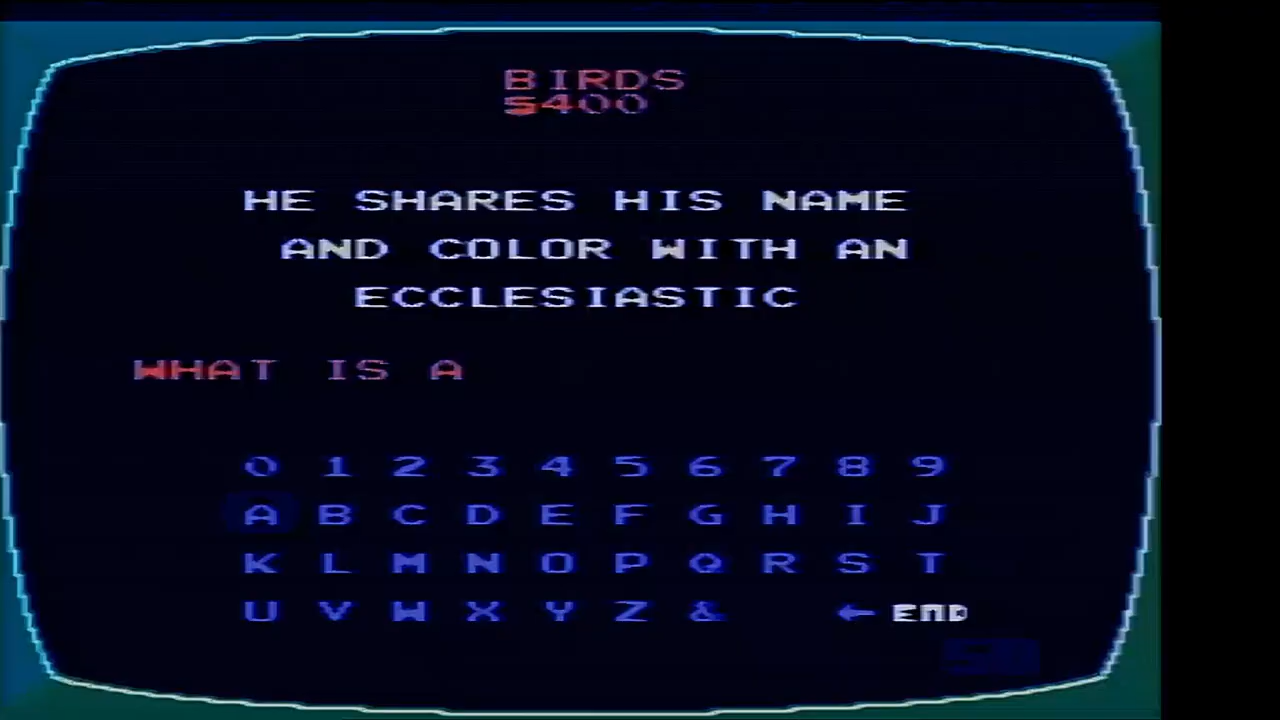 BIRDS
$400
HE SHARES HIS NAME
AND COLOR WITH AN
ECCLESIASTIC
WHAT IS A
0 1 2 3 4 5 6 7 8 9
A B C D E F G H I J
K L M N O P Q R S T
U V W X Y Z & ← END